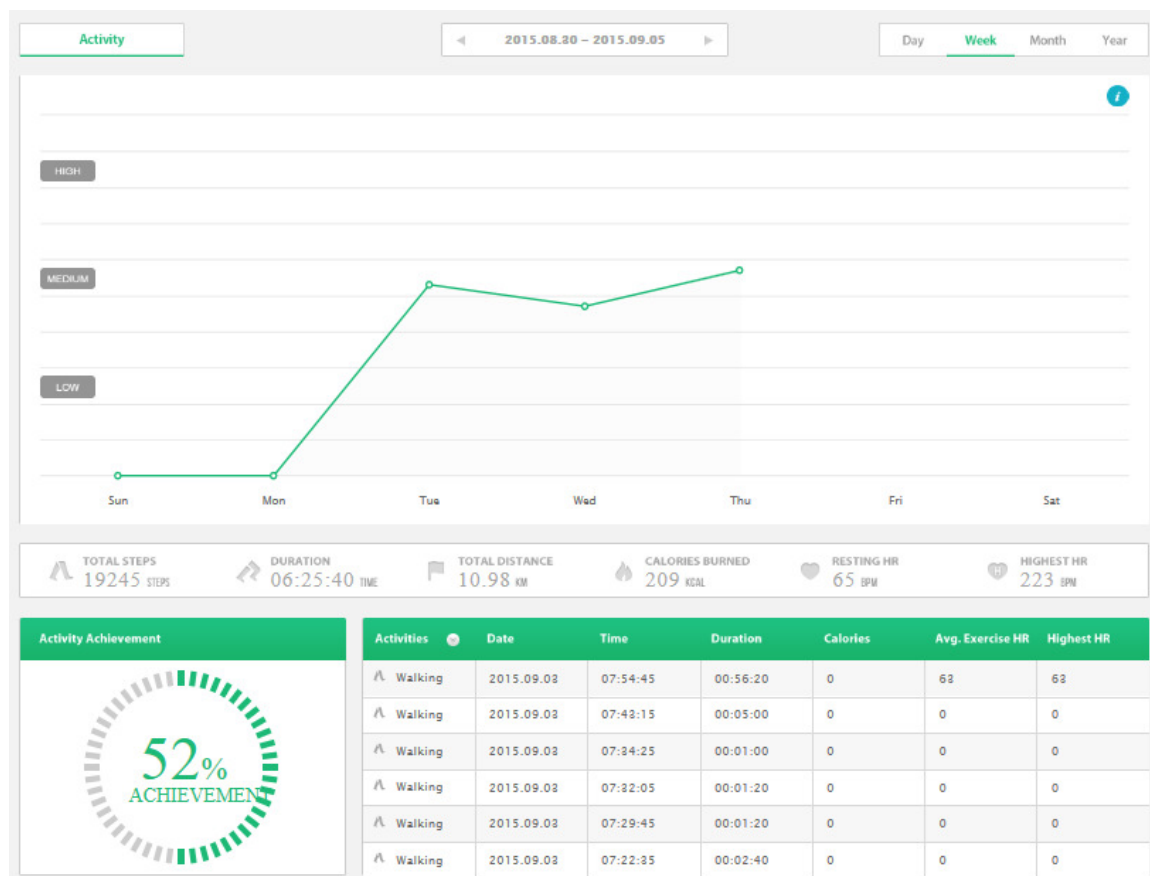 Activity
2015.08.30 – 2015.09.05
Day Week Month Year
i
HIGH
MEDIUM
LOW
Sun Mon Tue Wed Thu Fri Sat
TOTAL STEPS DURATION TOTAL DISTANCE CALORIES BURNED RESTING HR HIGHEST HR
19245 STEPS 06:25:40 TIME 10.98 KM 209 KCAL 65 BPM 223 BPM
Activity Achievement
52%
ACHIEVEMENT
Activities Date Time Duration Calories Avg. Exercise HR Highest HR
Walking 2015.09.03 07:54:45 00:56:20 0 63 63
Walking 2015.09.03 07:43:15 00:05:00 0 0 0
Walking 2015.09.03 07:34:25 00:01:00 0 0 0
Walking 2015.09.03 07:32:05 00:01:20 0 0 0
Walking 2015.09.03 07:29:45 00:01:20 0 0 0
Walking 2015.09.03 07:22:35 00:02:40 0 0 0